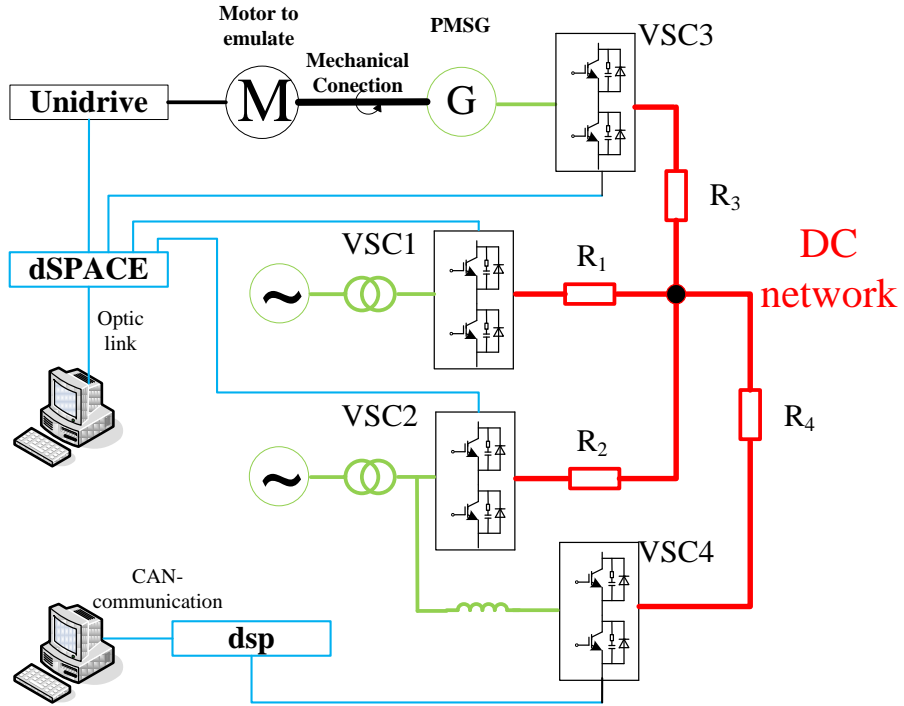 Motor to
emulate
PMSG
VSC3
Mechanical
Conection
Unidrive
M
G
R3
DC
network
VSC1
R1
dSPACE
~
Optic
link
VSC2
R2
R4
~
VSC4
CAN-
communication
dsp